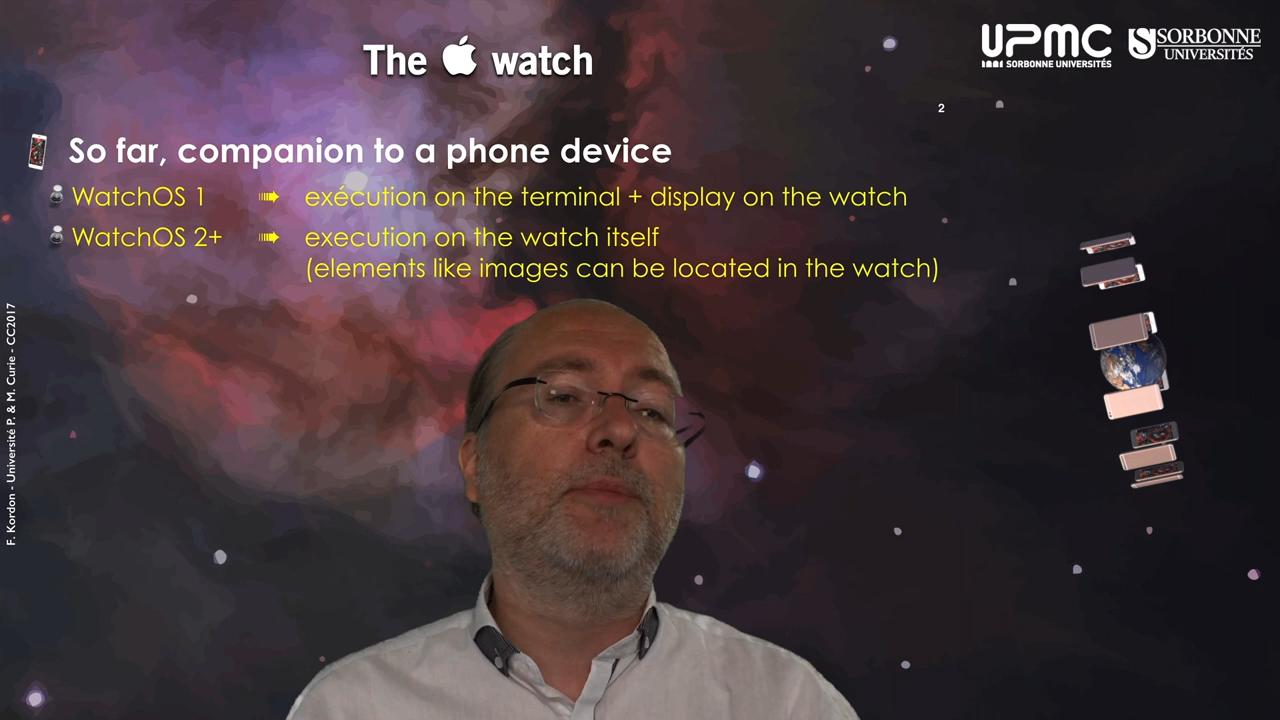 The watch
UPMC
SORBONNE UNIVERSITÉS
SORBONNE
UNIVERSITÉS
2
So far, companion to a phone device
WatchOS 1 ➠ exécution on the terminal + display on the watch
WatchOS 2+ ➠ execution on the watch itself
(elements like images can be located in the watch)
F. Kordon - Université P. & M. Curie - CC2017